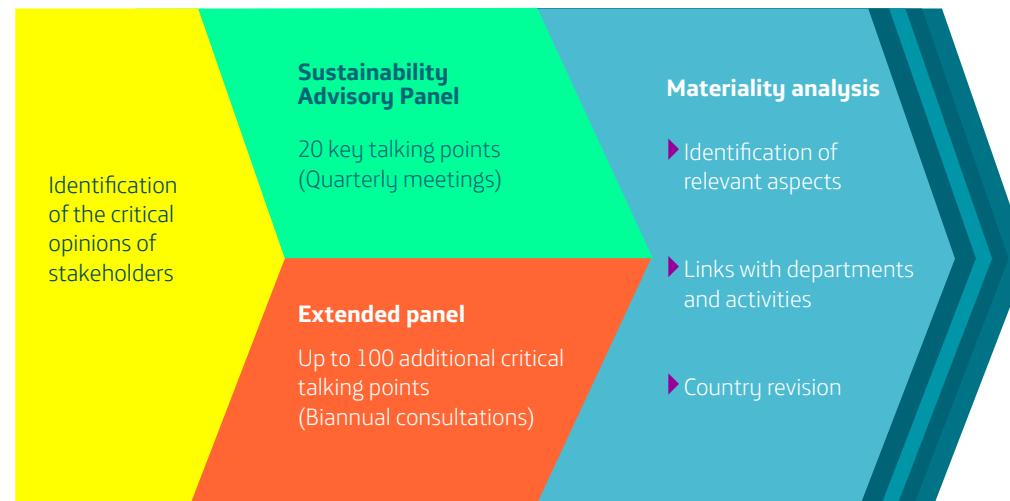 Identification
of the critical
opinions of
stakeholders
Sustainability
Advisory Panel
20 key talking points
(Quarterly meetings)
Extended panel
Up to 100 additional critical
talking points
(Biannual consultations)
Materiality analysis
Identification of
relevant aspects
Links with departments
and activities
Country revision